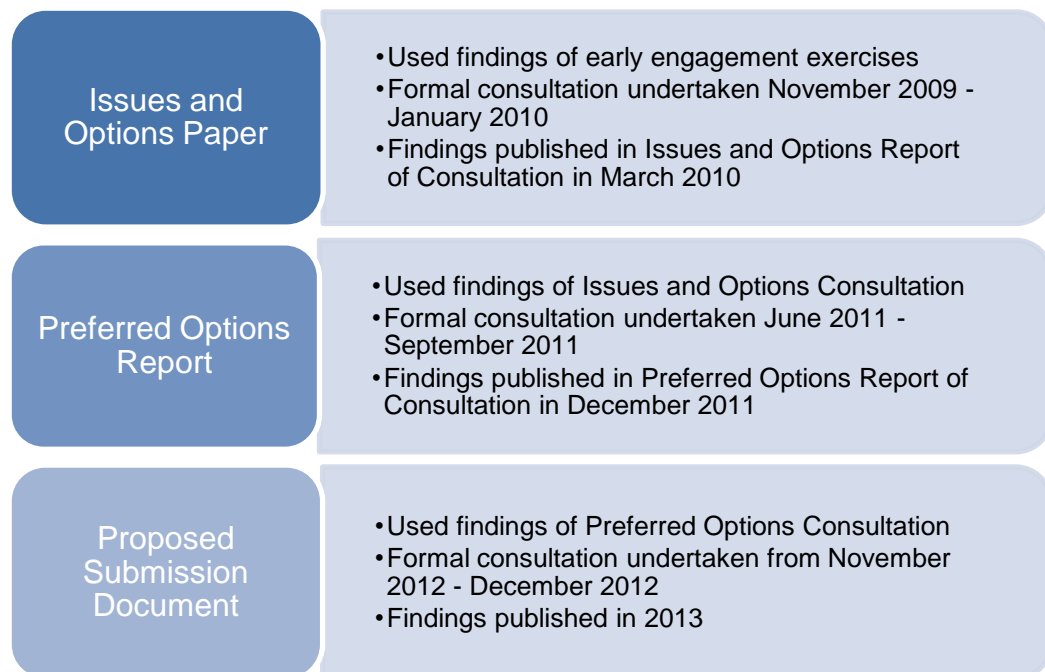 Issues and
Options Paper
•Used findings of early engagement exercises
•Formal consultation undertaken November 2009 -
January 2010
•Findings published in Issues and Options Report
of Consultation in March 2010
Preferred Options
Report
•Used findings of Issues and Options Consultation
•Formal consultation undertaken June 2011 -
September 2011
•Findings published in Preferred Options Report of
Consultation in December 2011
Proposed
Submission
Document
•Used findings of Preferred Options Consultation
•Formal consultation undertaken from November
2012 - December 2012
•Findings published in 2013